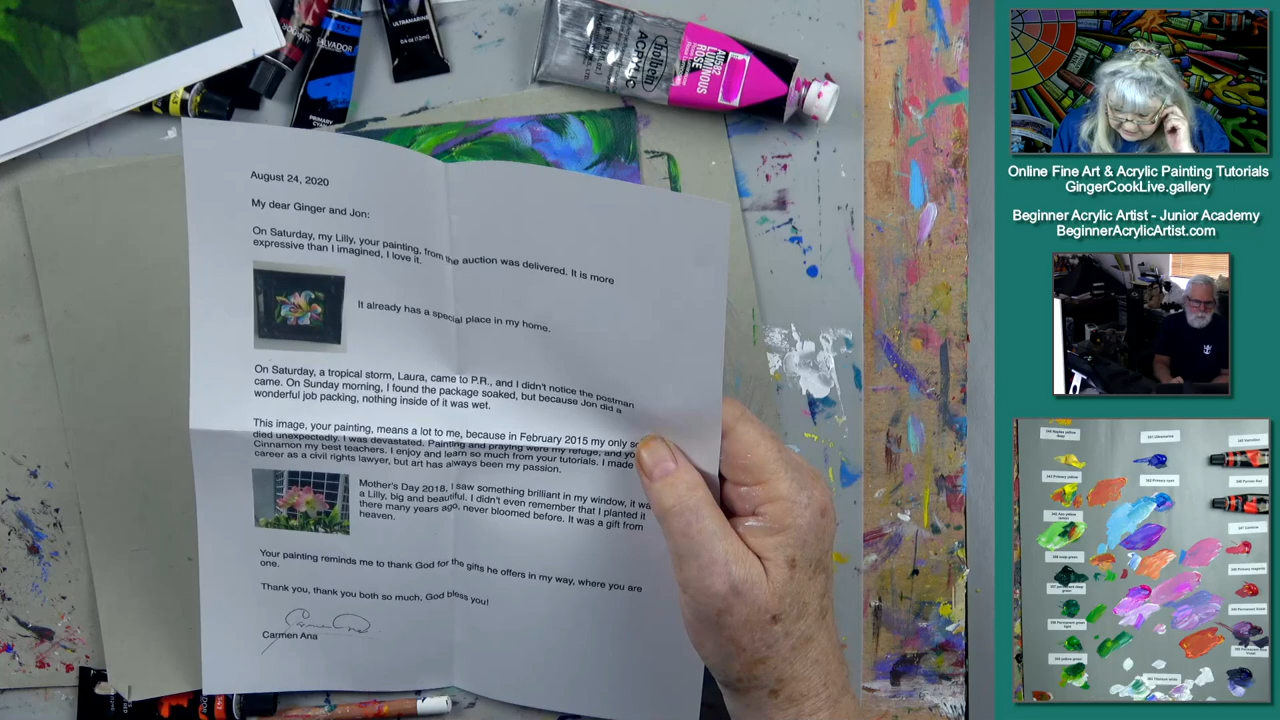 ULTRAMARINE
SALVADOR
PRIMARY
Holbein
ACRYLIC
AU582
LUMINOUS
ROSE
August 24, 2020
My dear Ginger and Jon:
On Saturday, my Lilly, your painting, from the auction was delivered. It is more
expressive than I imagined, I love it.
It already has a special place in my home.
On Saturday, a tropical storm, Laura, came to P.R., and I didn't notice the postman
came. On Sunday morning, I found the package soaked, but because Jon did a
wonderful job packing, nothing inside of it was wet.
This image, your painting, means a lot to me, because in February 2015 my only
died unexpectedly. I was devastated. Painting and praying were my refuge, and
Cinnamon my best teachers. I enjoy and learn so much from your tutorials. I made
career as a civil rights lawyer, but art has always been my passion.
Mother's Day 2018. I saw something brilliant in my window, it
a Lilly, big and beautiful. I didn't even remember that I planted it
there many years ago, never bloomed before. It was a gift from
heaven.
Your painting reminds me to thank God for the gifts he offers in my way, where you are
one.
Thank you, thank you both so much, God bless you!
Carmen Ana
Carmen Ana
Online Fine Art & Acrylic Painting Tutorials
GingerCookLive.gallery
Beginner Acrylic Artist - Junior Academy
BeginnerAcrylicArtist.com